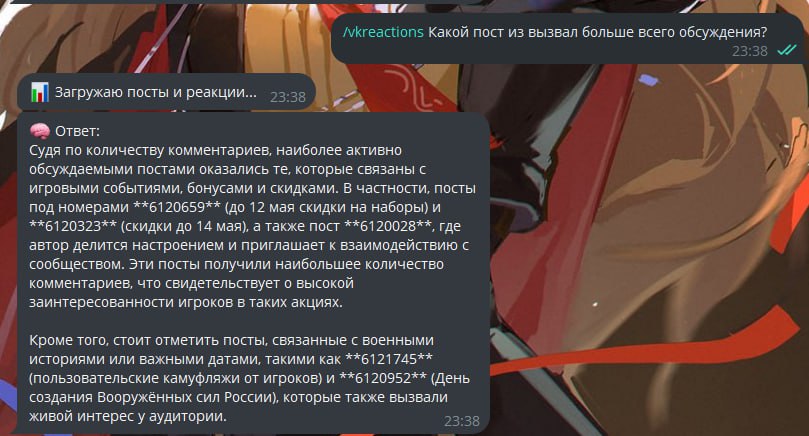 /vkreactions Какой пост из вызвал больше всего обсуждения?
23:38
Загружаю посты и реакции... 23:38
Ответ:
Судя по количеству комментариев, наиболее активно
обсуждаемыми постами оказались те, которые связаны с
игровыми событиями, бонусами и скидками. В частности, посты
под номерами **6120659** (до 12 мая скидки на наборы) и
**6120323** (скидки до 14 мая), а также пост **6120028**, где
автор делится настроением и приглашает к взаимодействию с
сообществом. Эти посты получили наибольшее количество
комментариев, что свидетельствует о высокой
заинтересованности игроков в таких акциях.
Кроме того, стоит отметить посты, связанные с военными
историями или важными датами, такими как **6121745**
(пользовательские камуфляжи от игроков) и **6120952** (День
создания Вооружённых сил России), которые также вызвали
живой интерес у аудитории.
23:38